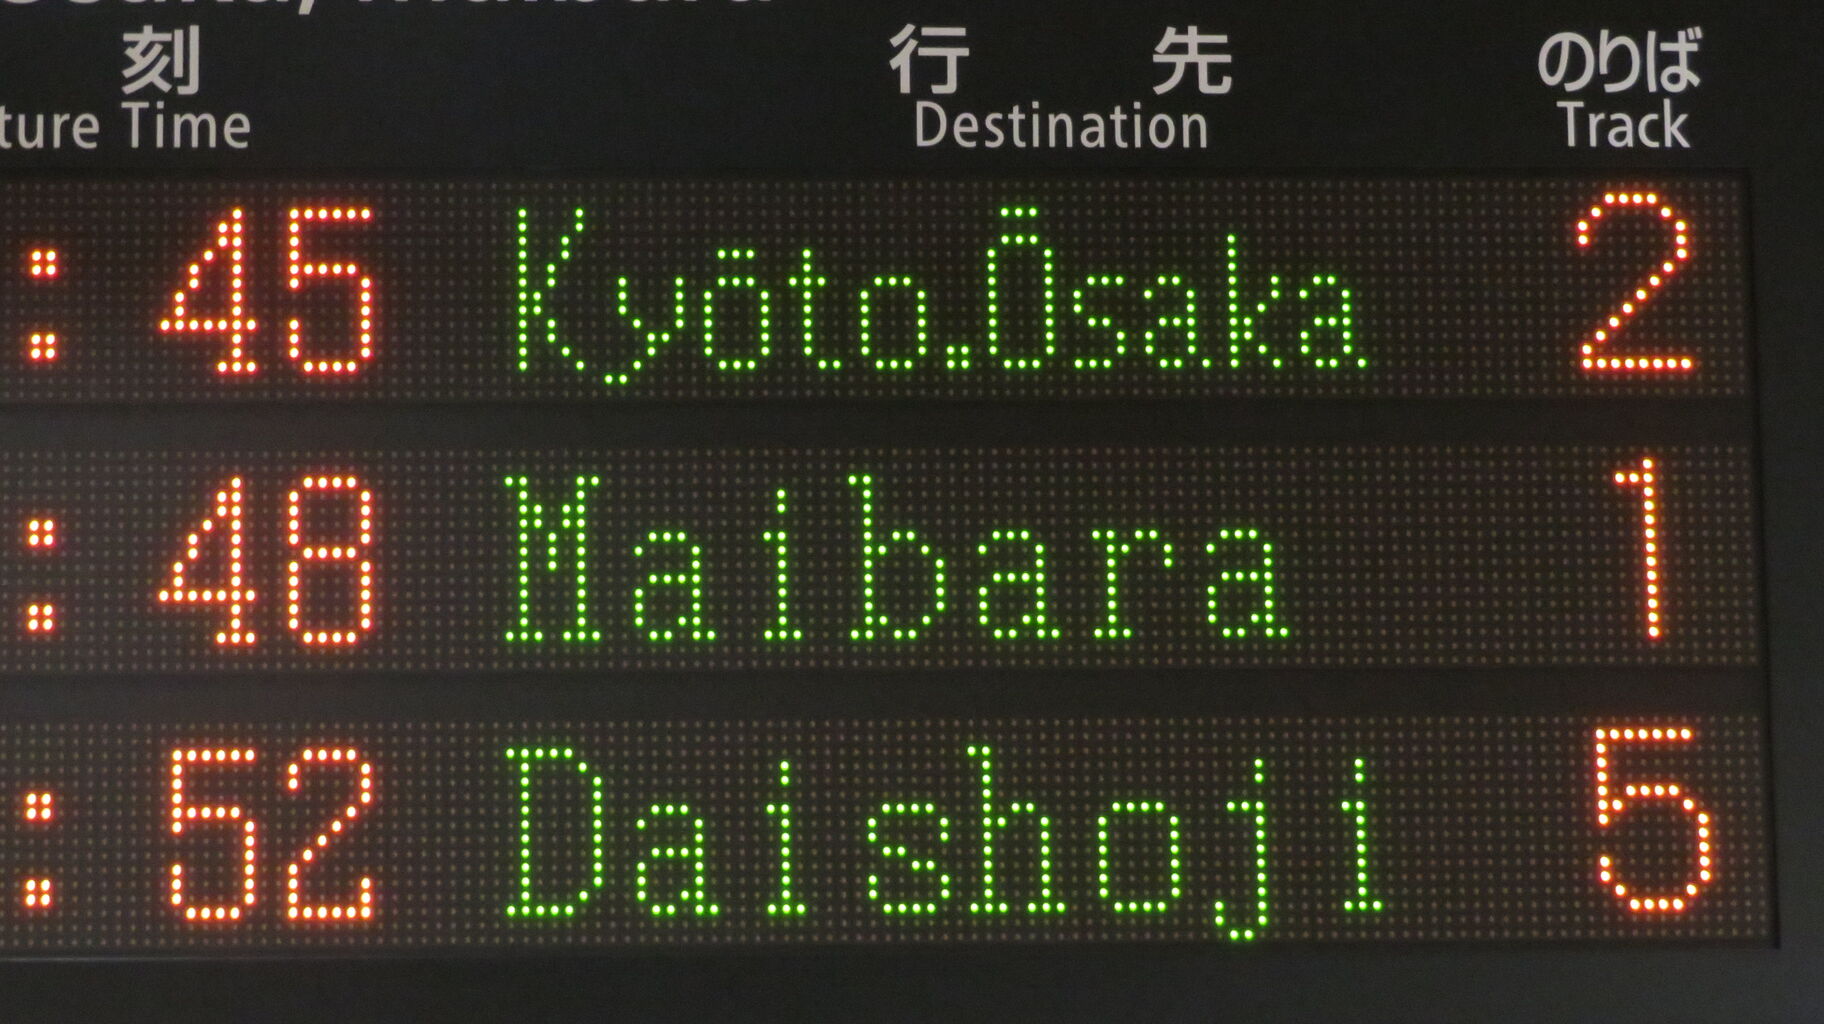 刻 行先 のりば
ture Time Destination Track
:45 Kyōto.Ōsaka 2
:48 Maibara 1
:52 Daishoji 5